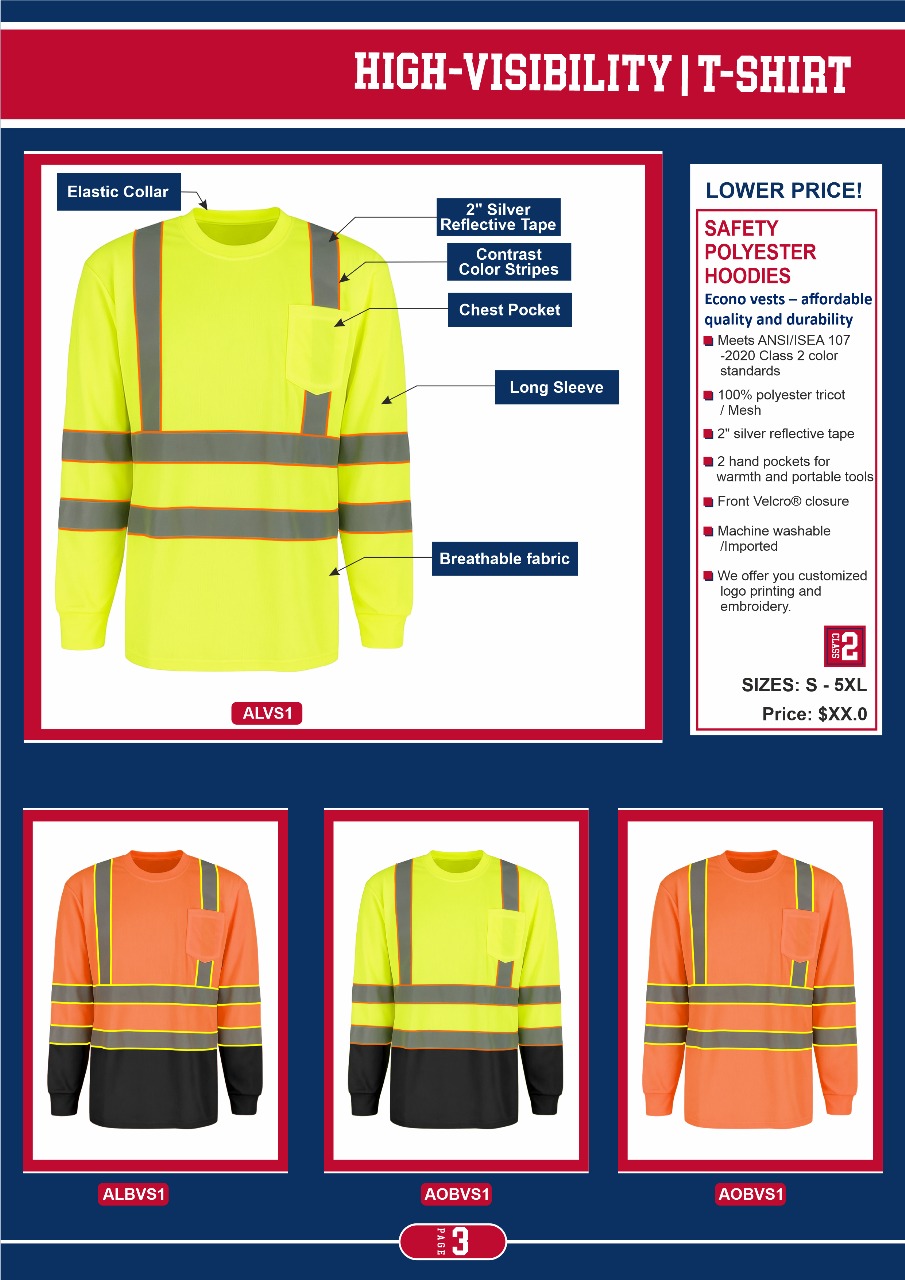 HIGH-VISIBILITY | T-SHIRT
Elastic Collar
2" Silver
Reflective Tape
Contrast
Color Stripes
Chest Pocket
Long Sleeve
Breathable fabric
ALVS1
LOWER PRICE!
SAFETY
POLYESTER
HOODIES
Econo vests – affordable
quality and durability
Meets ANSI/ISEA 107
-2020 Class 2 color
standards
100% polyester tricot
/ Mesh
2" silver reflective tape
2 hand pockets for
warmth and portable tools
Front Velcro® closure
Machine washable
/Imported
We offer you customized
logo printing and
embroidery.
CLASS 2
SIZES: S - 5XL
Price: $XX.0
ALBVS1
AOBVS1
AOBVS1
PAGE 3